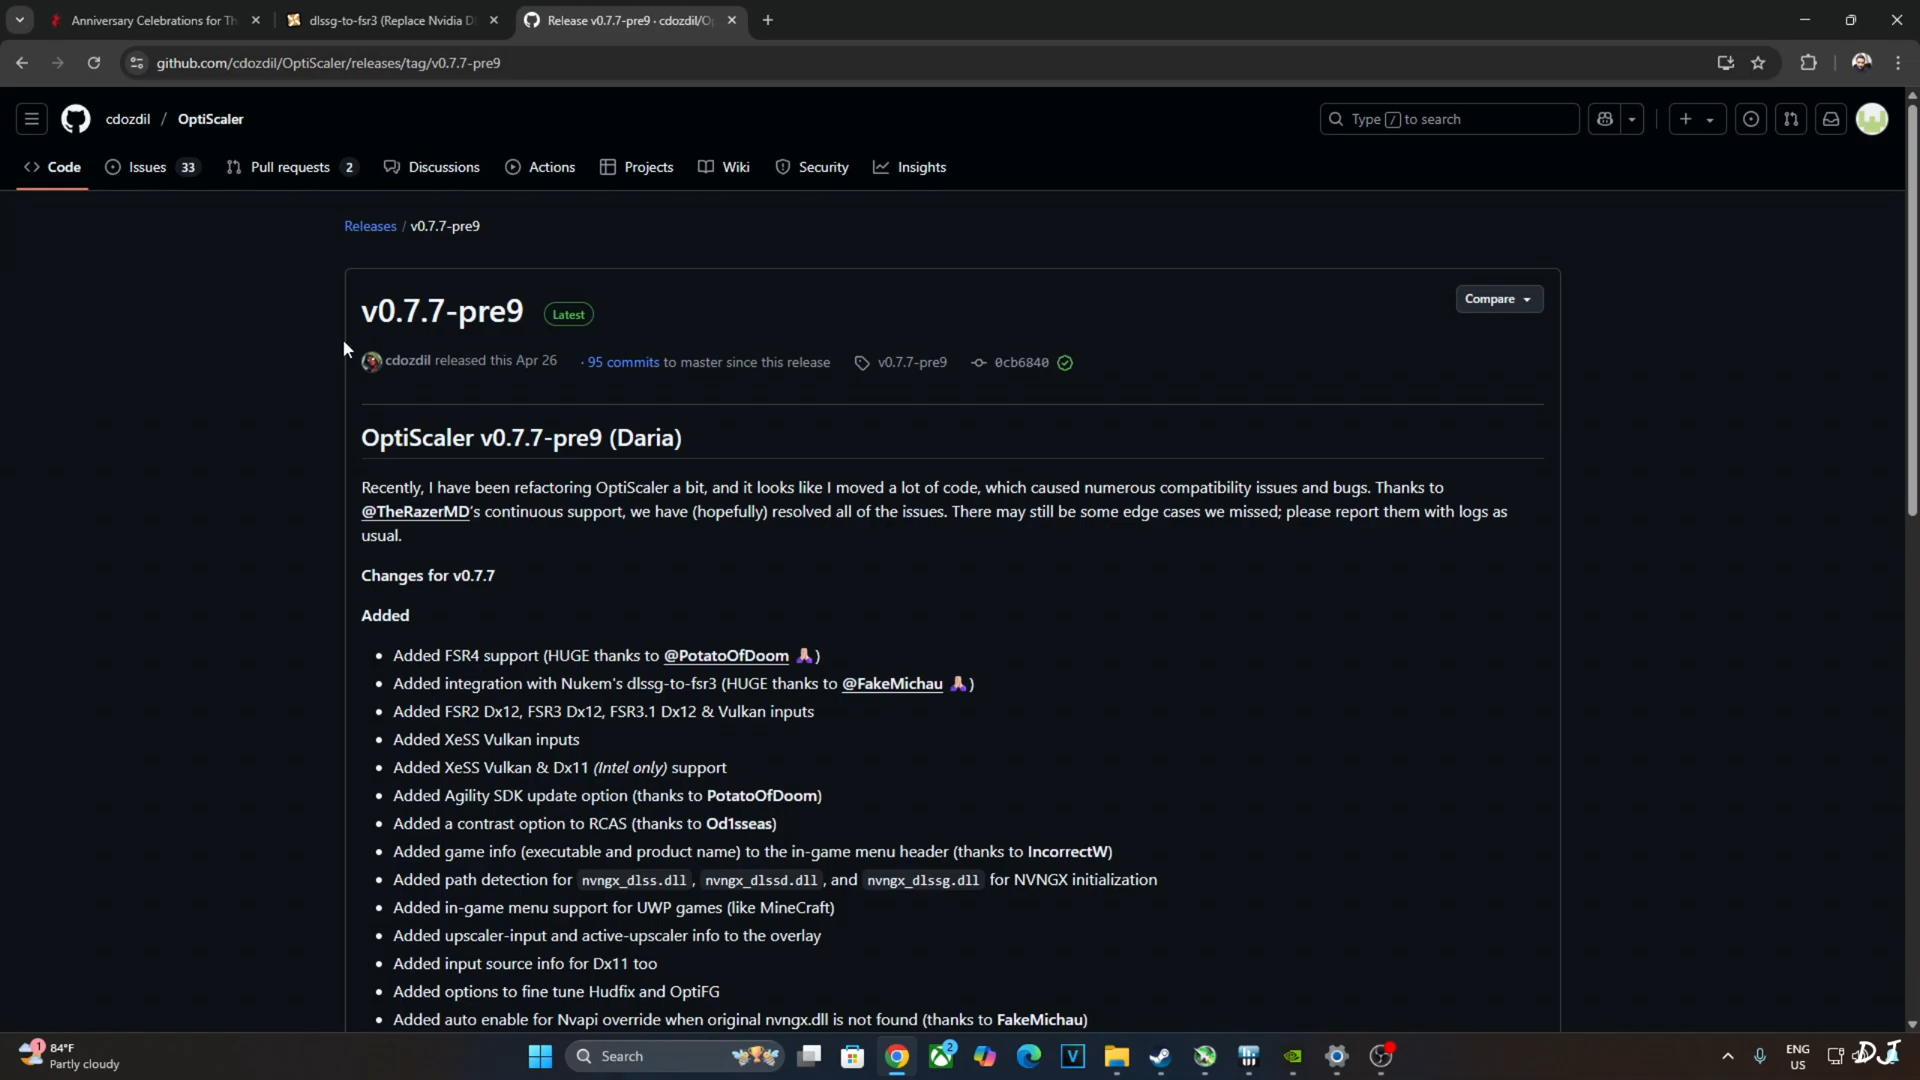 Anniversary Celebrations for Th
dlssg-to-fsr3 (Replace Nvidia D
Release v0.7.7-pre9 · cdozdil/O
github.com/cdozdil/OptiScaler/releases/tag/v0.7.7-pre9
cdozdil / OptiScaler
Type / to search
Code
Issues 33
Pull requests 2
Discussions
Actions
Projects
Wiki
Security
Insights
Releases / v0.7.7-pre9
v0.7.7-pre9 Latest
Compare
cdozdil released this Apr 26 · 95 commits to master since this release v0.7.7-pre9 0cb6840
OptiScaler v0.7.7-pre9 (Daria)
Recently, I have been refactoring OptiScaler a bit, and it looks like I moved a lot of code, which caused numerous compatibility issues and bugs. Thanks to
@TheRazerMD's continuous support, we have (hopefully) resolved all of the issues. There may still be some edge cases we missed; please report them with logs as
usual.
Changes for v0.7.7
Added
• Added FSR4 support (HUGE thanks to @PotatoOfDoom 🙏)
• Added integration with Nukem's dlssg-to-fsr3 (HUGE thanks to @FakeMichau 🙏)
• Added FSR2 Dx12, FSR3 Dx12, FSR3.1 Dx12 & Vulkan inputs
• Added XeSS Vulkan inputs
• Added XeSS Vulkan & Dx11 (Intel only) support
• Added Agility SDK update option (thanks to PotatoOfDoom)
• Added a contrast option to RCAS (thanks to Od1sseas)
• Added game info (executable and product name) to the in-game menu header (thanks to IncorrectW)
• Added path detection for nvngx_dlss.dll, nvngx_dlssd.dll, and nvngx_dlssg.dll for NVNGX initialization
• Added in-game menu support for UWP games (like MineCraft)
• Added upscaler-input and active-upscaler info to the overlay
• Added input source info for Dx11 too
• Added options to fine tune Hudfix and OptiFG
• Added auto enable for Nvapi override when original nvngx.dll is not found (thanks to FakeMichau)
1
84°F
Partly cloudy
Search
2
V
ENG
US
DJ